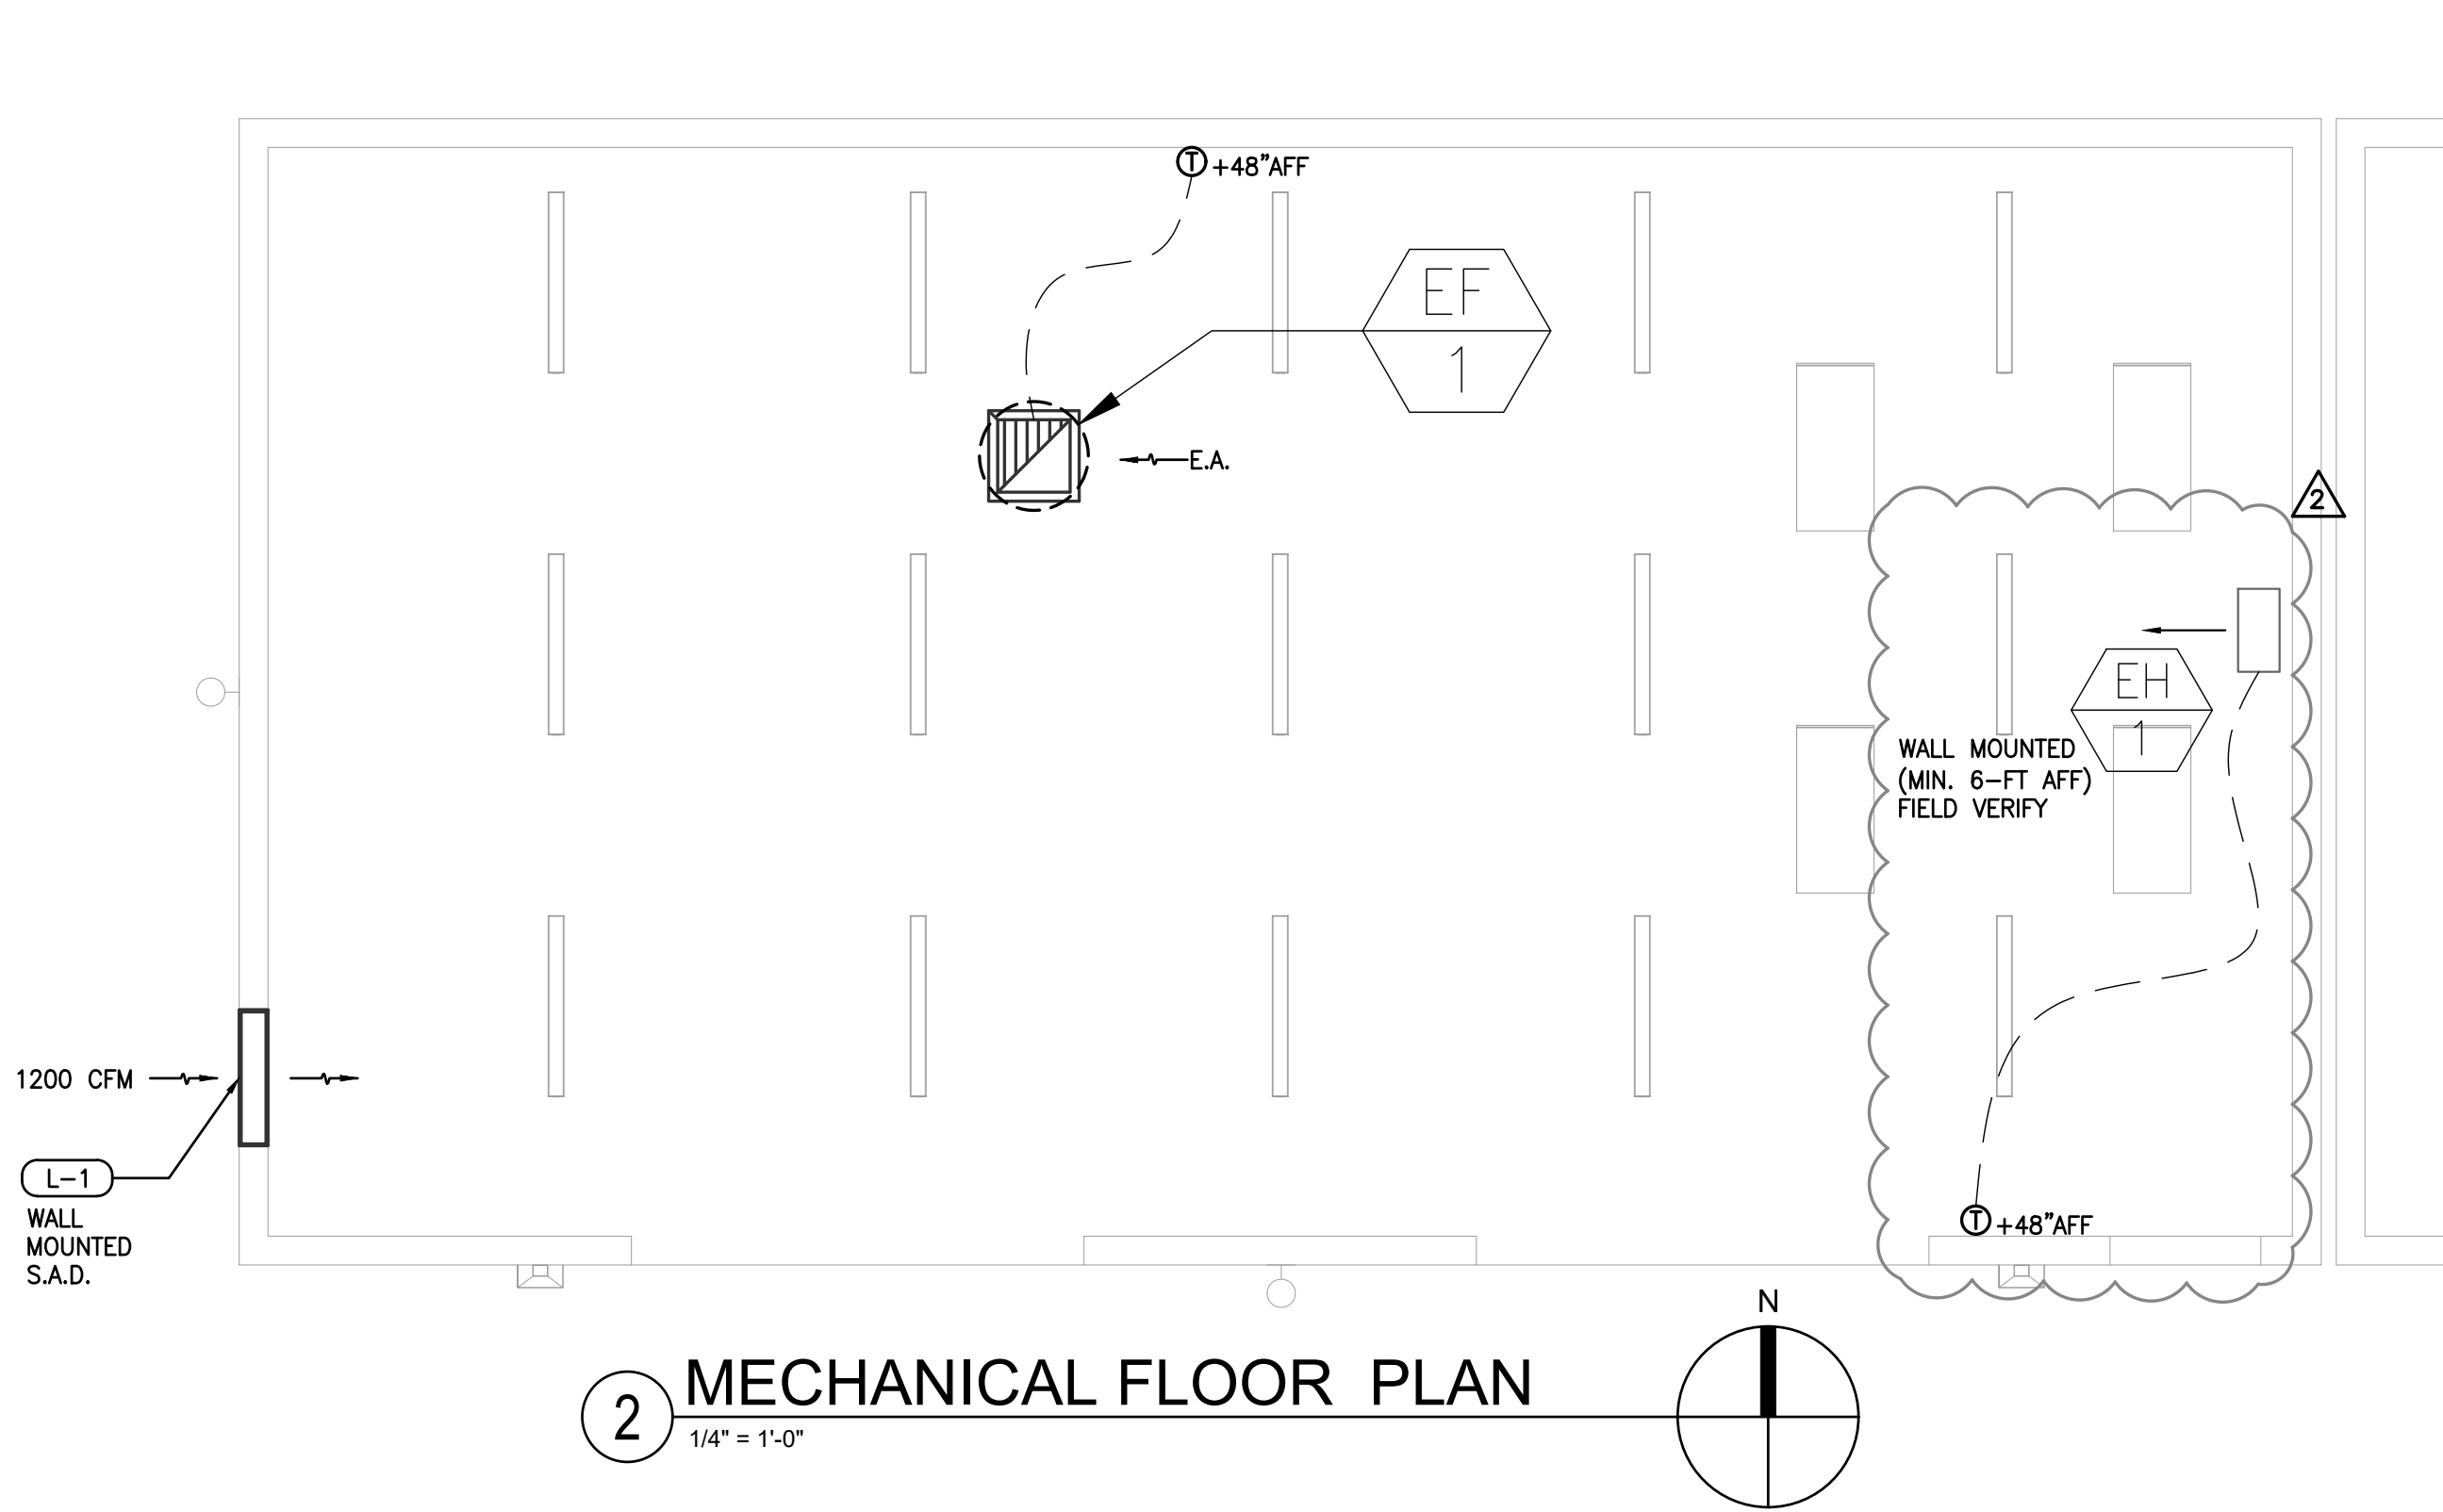 +48”AFF
T
EF
1
E.A.
2
EH
1
WALL MOUNTED
(MIN. 6-FT AFF)
FIELD VERIFY
1200 CFM
L-1
WALL
MOUNTED
S.A.D.
T
+48”AFF
N
2
MECHANICAL FLOOR PLAN
1/4" = 1'-0"